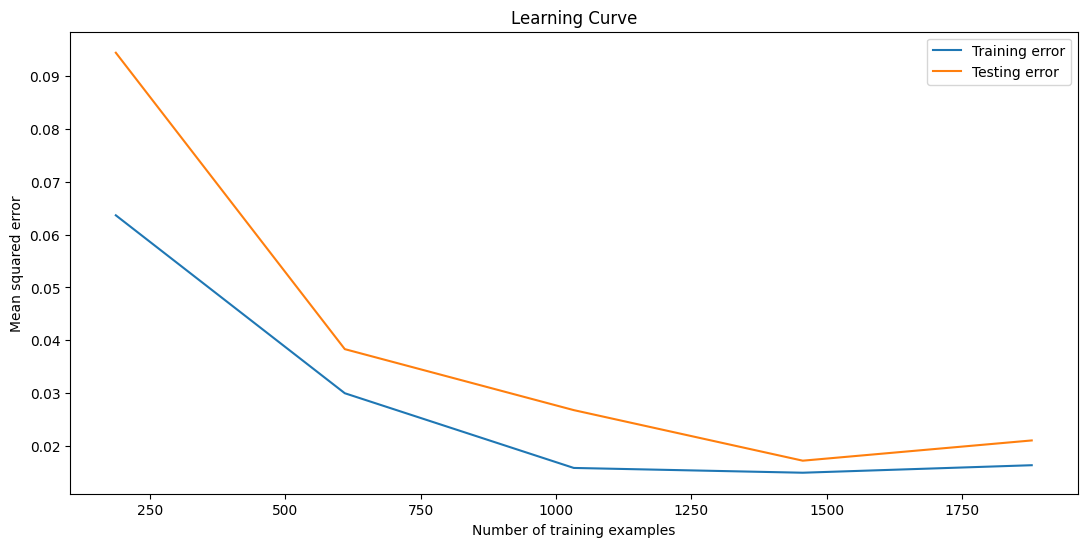 Learning Curve
Training error
Testing error
0.09
0.08
0.07
0.06
0.05
0.04
0.03
0.02
Mean squared error
250 500 750 1000 1250 1500 1750
Number of training examples